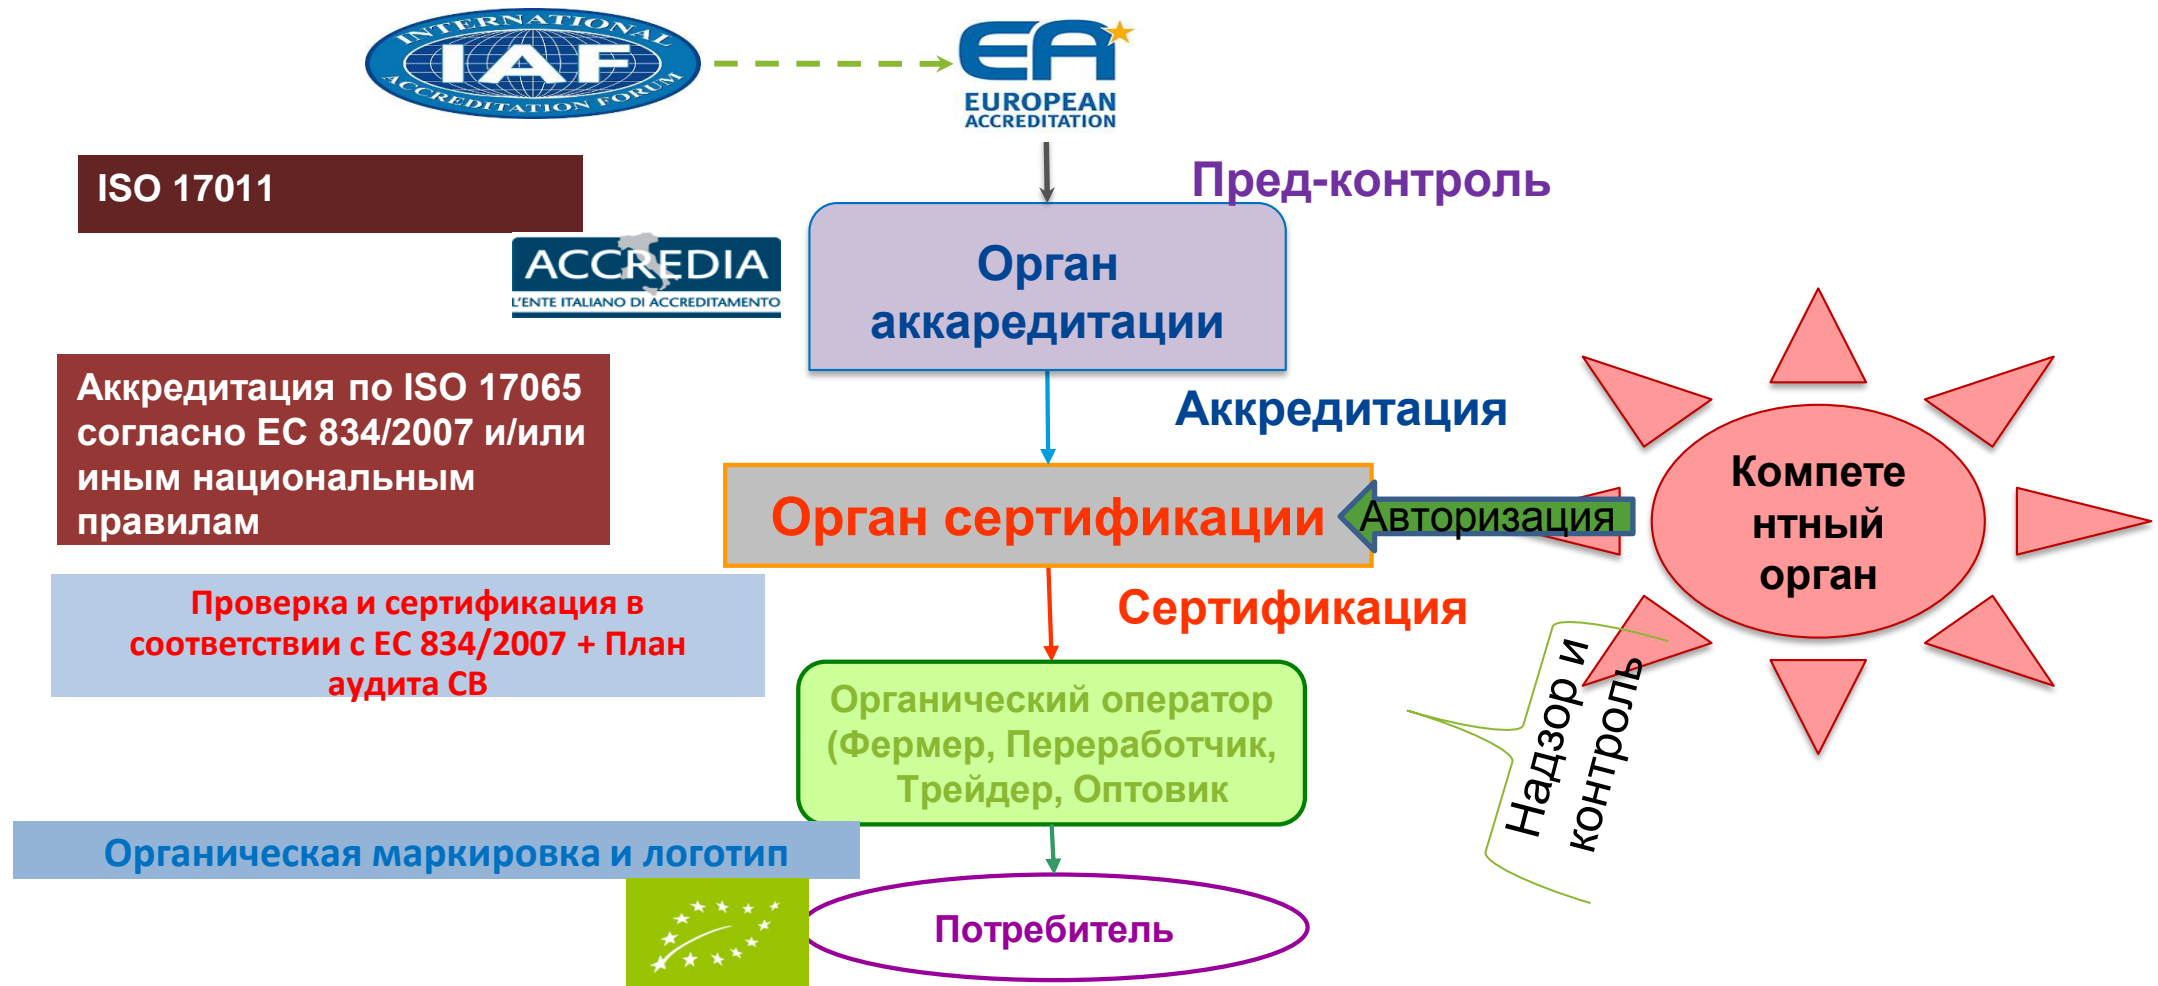 INTERNATIONAL
IAF
ACCREDITATION FORUM
EA
EUROPEAN
ACCREDITATION
ISO 17011
Пред-контроль
ACCREDIA
L'ENTE ITALIANO DI ACCREDITAMENTO
Орган
аккаредитации
Аккредитация по ISO 17065
согласно ЕС 834/2007 и/или
иным национальным
правилам
Аккредитация
Орган сертификации
Авторизация
Компете
нтный
орган
Проверка и сертификация в
соответствии с ЕС 834/2007 + План
аудита СВ
Сертификация
Органический оператор
(Фермер, Переработчик,
Трейдер, Оптовик
Надзор и
контроль
Органическая маркировка и логотип
Потребитель